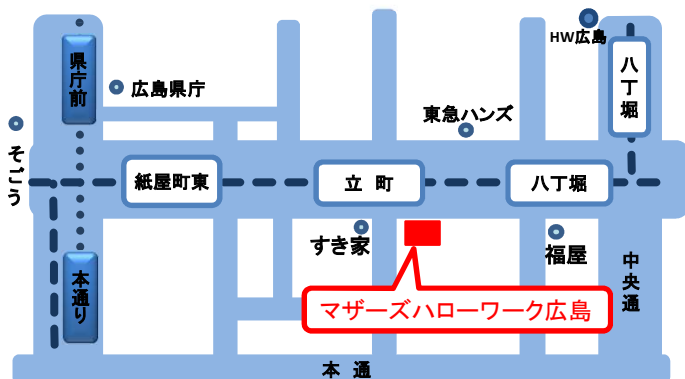 HW広島
県庁前
広島県庁
八丁堀
東急ハンズ
そごう
紙屋町東
立 町
八丁堀
すき家
福屋
中央通
本通り
マザーズハローワーク広島
本 通